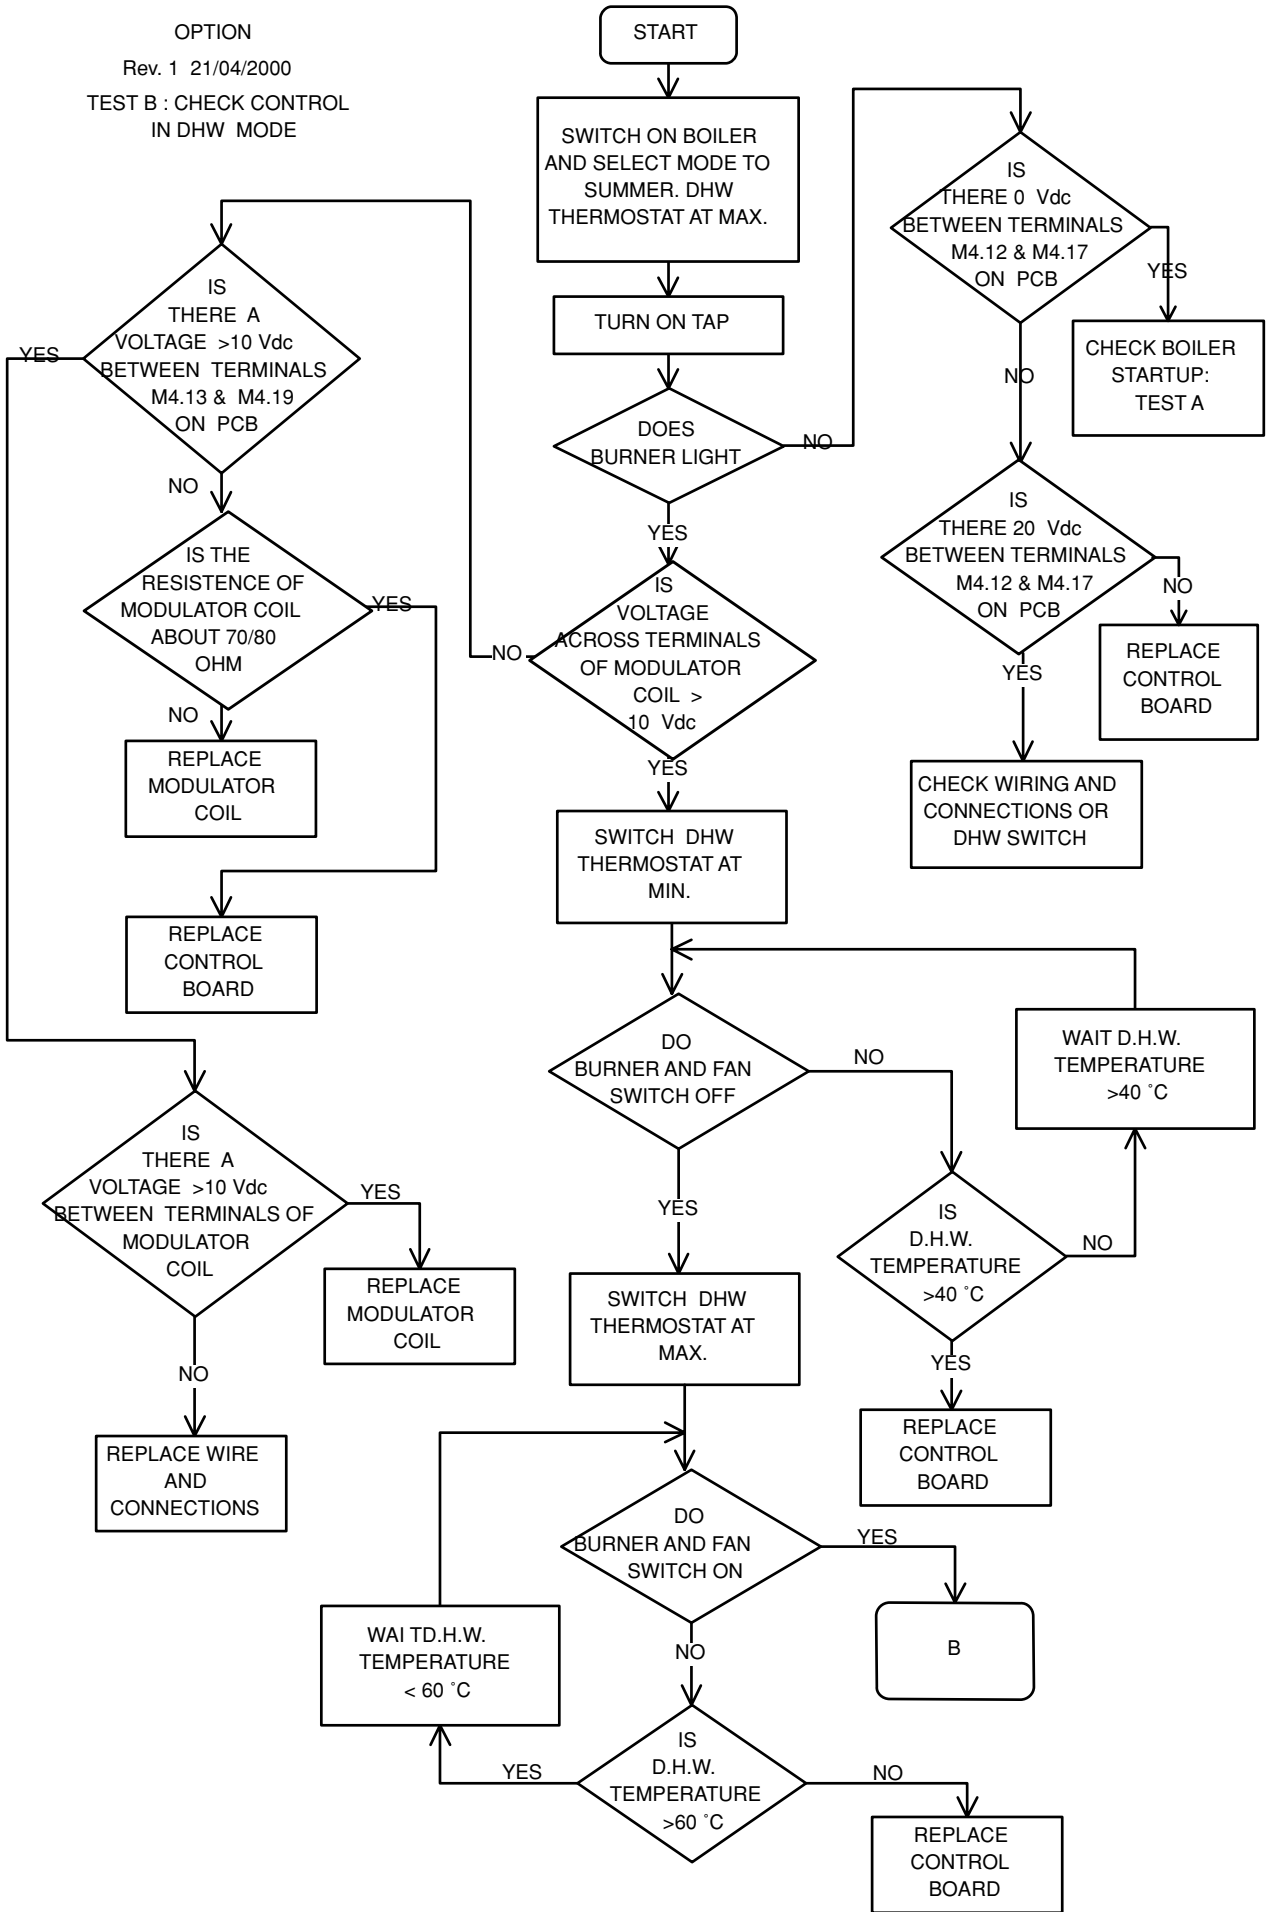 OPTION
Rev. 1 21/04/2000
TEST B : CHECK CONTROL
IN DHW MODE
START
SWITCH ON BOILER
AND SELECT MODE TO
SUMMER. DHW
THERMOSTAT AT MAX.
TURN ON TAP
DOES
BURNER LIGHT
NO
YES
IS
THERE 0 Vdc
BETWEEN TERMINALS
M4.12 & M4.17
ON PCB
YES
CHECK BOILER
STARTUP:
TEST A
NO
IS
THERE 20 Vdc
BETWEEN TERMINALS
M4.12 & M4.17
ON PCB
NO
REPLACE
CONTROL
BOARD
YES
CHECK WIRING AND
CONNECTIONS OR
DHW SWITCH
IS
VOLTAGE
ACROSS TERMINALS
OF MODULATOR
COIL >
10 Vdc
NO
YES
IS
THERE A
VOLTAGE >10 Vdc
BETWEEN TERMINALS
M4.13 & M4.19
ON PCB
YES
NO
IS THE
RESISTENCE OF
MODULATOR COIL
ABOUT 70/80
OHM
YES
NO
REPLACE
MODULATOR
COIL
REPLACE
CONTROL
BOARD
IS
THERE A
VOLTAGE >10 Vdc
BETWEEN TERMINALS OF
MODULATOR
COIL
YES
REPLACE
MODULATOR
COIL
NO
REPLACE WIRE
AND
CONNECTIONS
SWITCH DHW
THERMOSTAT AT
MIN.
DO
BURNER AND FAN
SWITCH OFF
NO
WAIT D.H.W.
TEMPERATURE
>40 ˚C
YES
IS
D.H.W.
TEMPERATURE
>40 ˚C
NO
YES
REPLACE
CONTROL
BOARD
SWITCH DHW
THERMOSTAT AT
MAX.
DO
BURNER AND FAN
SWITCH ON
YES
B
NO
WAI TD.H.W.
TEMPERATURE
< 60 ˚C
IS
D.H.W.
TEMPERATURE
>60 ˚C
YES
NO
REPLACE
CONTROL
BOARD